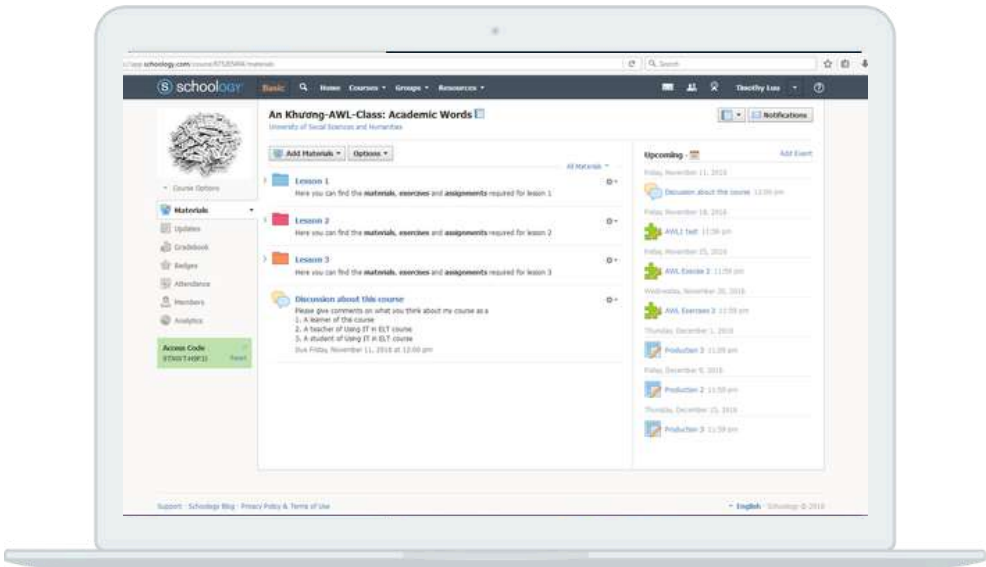 app.schoology.com/course/
Search
schoology
Basic
Home Courses Groups Resources
?
An Khương-AWL-Class: Academic Words
University of Social Sciences and Humanities
Notifications
Add Materials
Options
All Materials
Lesson 1
Here you can find the materials, exercises and assignments required for lesson 1
Lesson 2
Here you can find the materials, exercises and assignments required for lesson 2
Lesson 3
Here you can find the materials, exercises and assignments required for lesson 3
Discussion about this course
Please give comments on what you think about my course as a
1. A learner of the course
2. A teacher of Using IT in ELT course
3. A student of Using IT in ELT course
Due Friday, November 11, 2016 at 12:00 pm
Course Options
Materials
Updates
Gradebook
Badges
Attendance
Members
Analytics
Access Code
Reset
Upcoming ·
Add Event
Friday, November 11, 2016
Discussion about the course 12:00 pm
Friday, November 18, 2016
AWL1 test 11:59 pm
Friday, November 25, 2016
AWL Exercise 2 11:59 pm
Wednesday, November 30, 2016
AWL Exercises 3 11:59 pm
Thursday, December 1, 2016
Production 2 11:59 pm
Friday, December 9, 2016
Production 2 11:59 pm
Thursday, December 15, 2016
Production 3 11:59 pm
Support · Schoology Blog · Privacy Policy & Terms of Use
English · Schoology © 2016